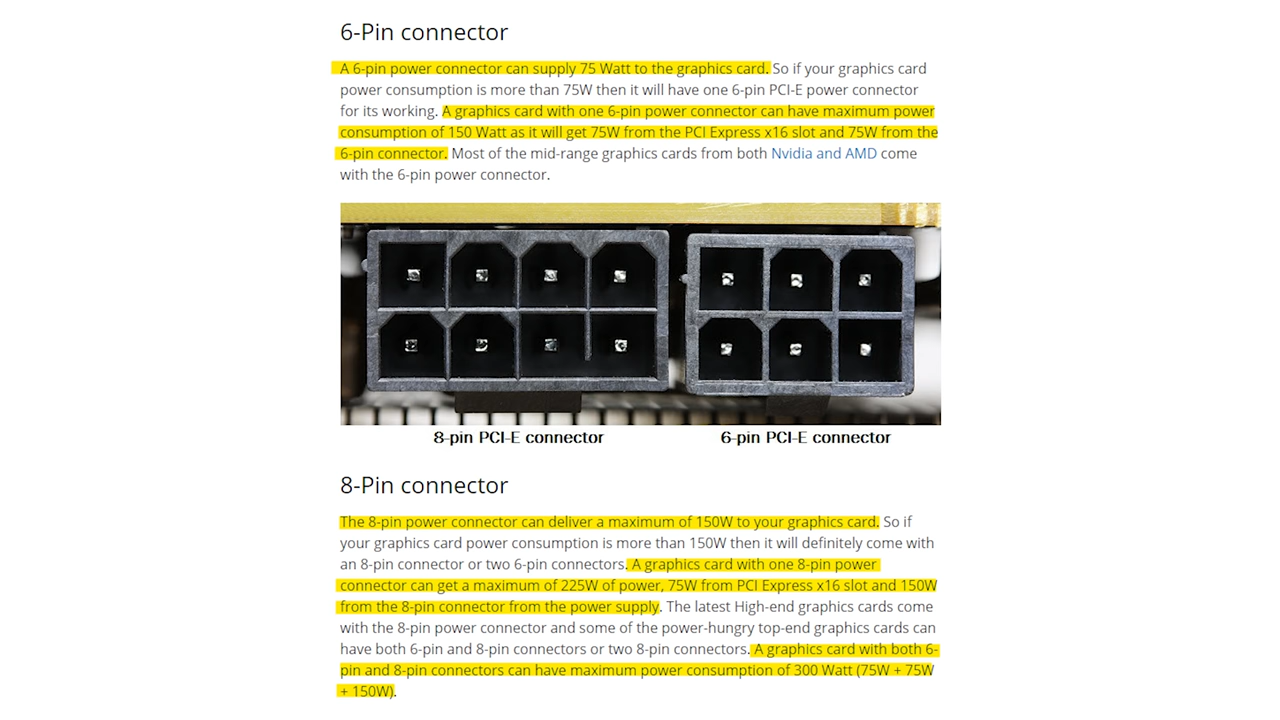 6-Pin connector
A 6-pin power connector can supply 75 Watt to the graphics card. So if your graphics card
power consumption is more than 75W then it will have one 6-pin PCI-E power connector
for its working. A graphics card with one 6-pin power connector can have maximum power
consumption of 150 Watt as it will get 75W from the PCI Express x16 slot and 75W from the
6-pin connector. Most of the mid-range graphics cards from both Nvidia and AMD come
with the 6-pin power connector.
8-pin PCI-E connector
6-pin PCI-E connector
8-Pin connector
The 8-pin power connector can deliver a maximum of 150W to your graphics card. So if
your graphics card power consumption is more than 150W then it will definitely come with
an 8-pin connector or two 6-pin connectors. A graphics card with one 8-pin power
connector can get a maximum of 225W of power, 75W from PCI Express x16 slot and 150W
from the 8-pin connector from the power supply. The latest High-end graphics cards come
with the 8-pin power connector and some of the power-hungry top-end graphics cards can
have both 6-pin and 8-pin connectors or two 8-pin connectors. A graphics card with both 6-
pin and 8-pin connectors can have maximum power consumption of 300 Watt (75W + 75W
+ 150W).